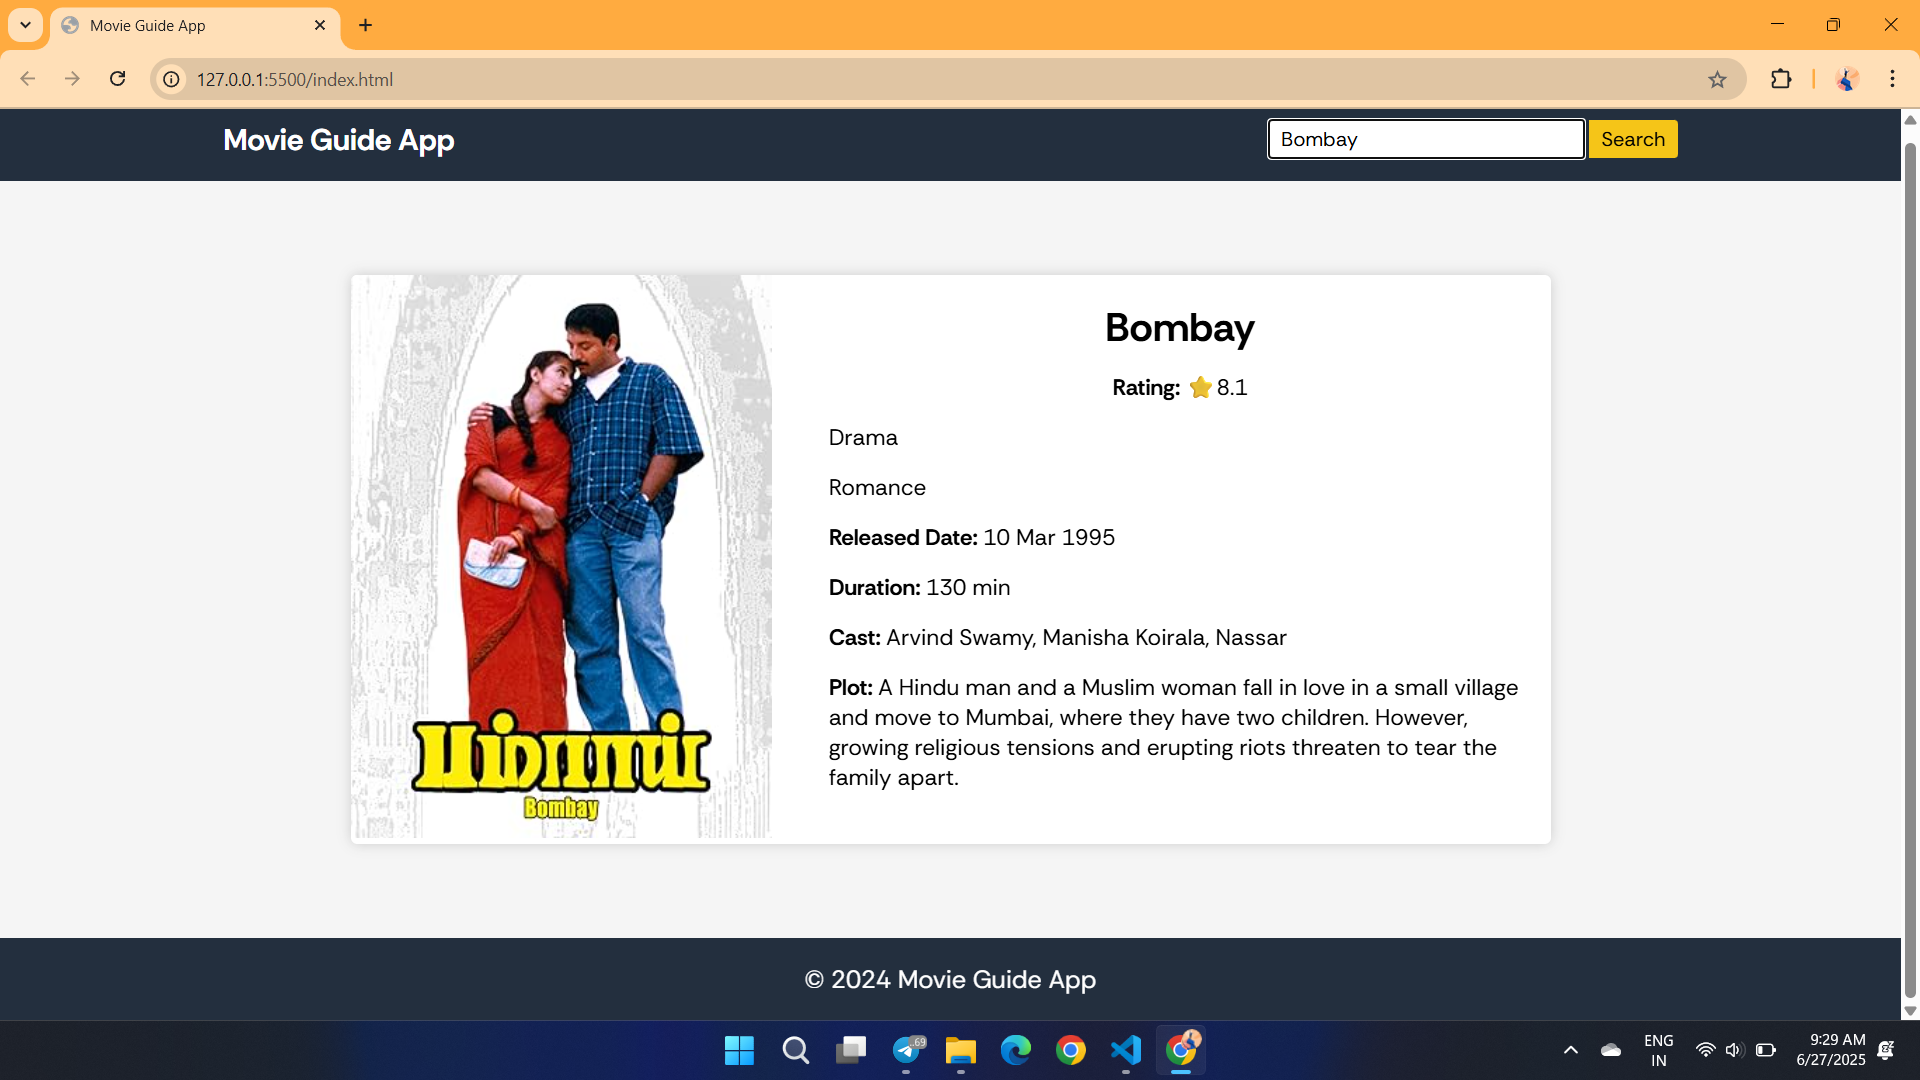 Movie Guide App
127.0.0.1:5500/index.html
Movie Guide App
Bombay
Search
Bombay
Rating: ⭐ 8.1
Drama
Romance
Released Date: 10 Mar 1995
Duration: 130 min
Cast: Arvind Swamy, Manisha Koirala, Nassar
Plot: A Hindu man and a Muslim woman fall in love in a small village
and move to Mumbai, where they have two children. However,
growing religious tensions and erupting riots threaten to tear the
family apart.
பம்பாய்
Bombay
© 2024 Movie Guide App
..69
ENG
IN
9:29 AM
6/27/2025